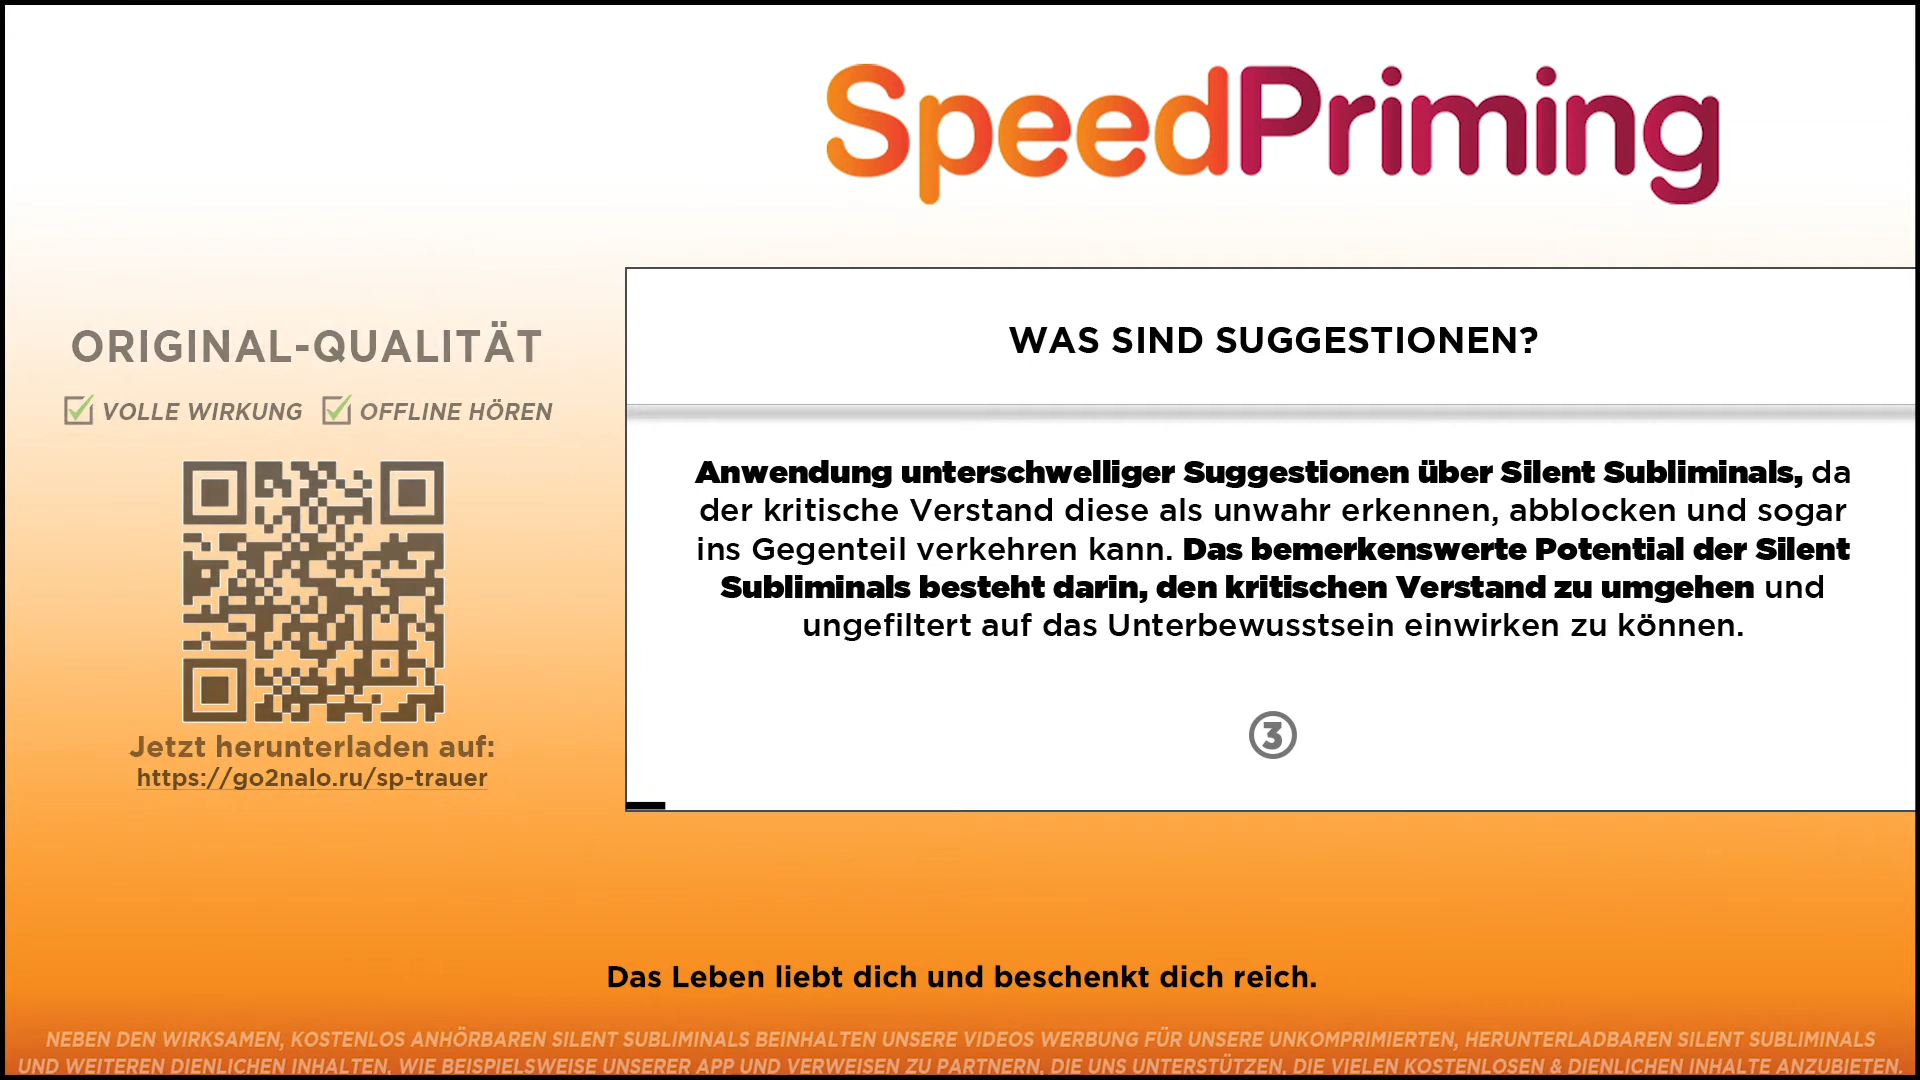 SpeedPriming
ORIGINAL-QUALITÄT
VOLLE WIRKUNG OFFLINE HÖREN
Jetzt herunterladen auf:
https://go2nalo.ru/sp-trauer
WAS SIND SUGGESTIONEN?
Anwendung unterschwelliger Suggestionen über Silent Subliminals, da
der kritische Verstand diese als unwahr erkennen, abblocken und sogar
ins Gegenteil verkehren kann. Das bemerkenswerte Potential der Silent
Subliminals besteht darin, den kritischen Verstand zu umgehen und
ungefiltert auf das Unterbewusstsein einwirken zu können.
3
Das Leben liebt dich und beschenkt dich reich.
NEBEN DEN WIRKSAMEN, KOSTENLOS ANHÖRBAREN SILENT SUBLIMINALS BEINHALTEN UNSERE VIDEOS WERBUNG FÜR UNSERE UNKOMPRIMIERTEN, HERUNTERLADBAREN SILENT SUBLIMINALS
UND WEITEREN DIENLICHEN INHALTEN, WIE BEISPIELSWEISE UNSERER APP UND VERWEISEN ZU PARTNERN, DIE UNS UNTERSTÜTZEN, DIE VIELEN KOSTENLOSEN & DIENLICHEN INHALTE ANZUBIETEN.